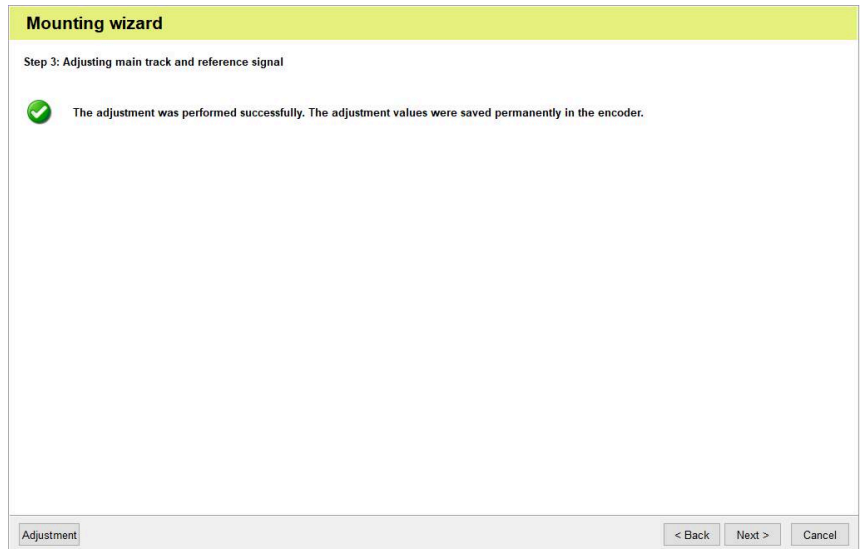 Mounting wizard
Step 3: Adjusting main track and reference signal
The adjustment was performed successfully. The adjustment values were saved permanently in the encoder.
Adjustment
< Back
Next >
Cancel